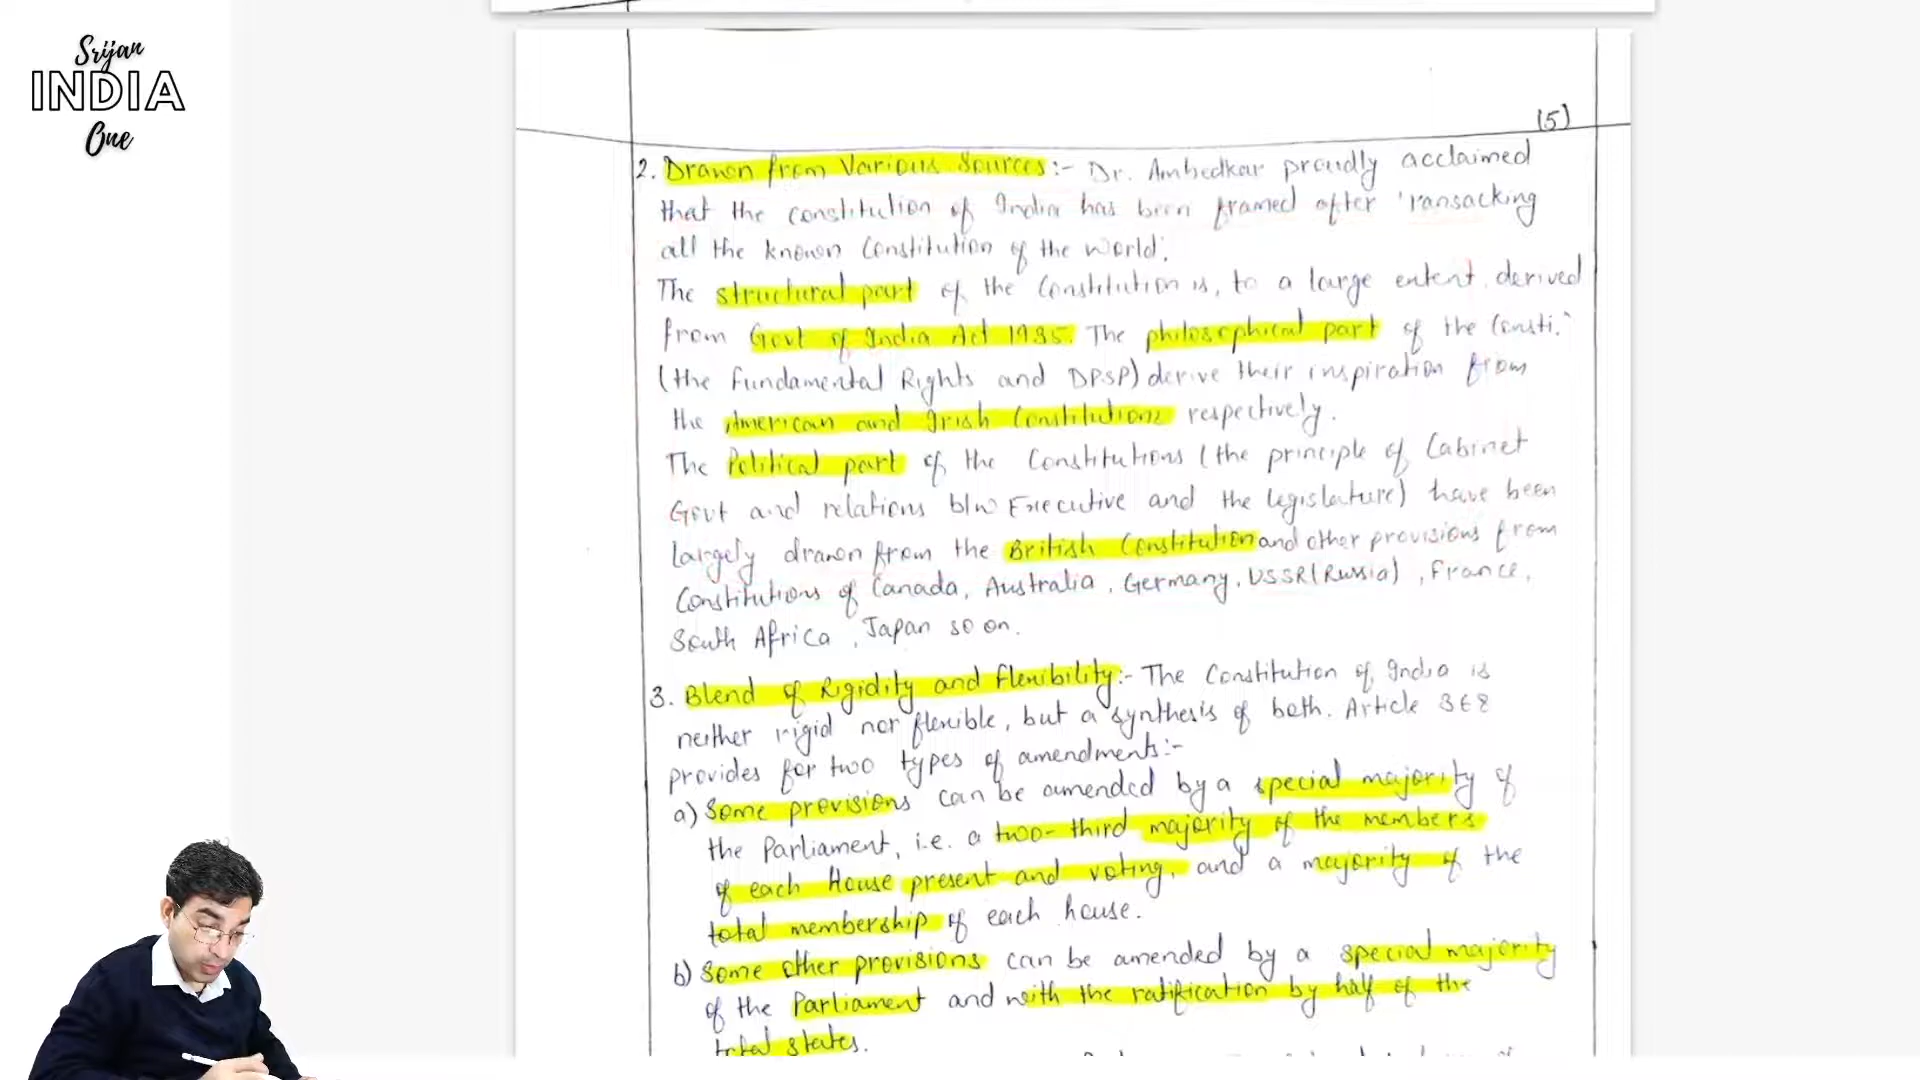 Srijan
INDIA
One
(5)
2. Drawn from Various Sources:- Dr. Ambedkar proudly acclaimed
that the constitution of India has been framed after 'ransacking
all the known Constitution of the World'.
The structural part of the Constitution is, to a large extent, derived
from Govt of India Act 1935. The philosophical part of the Consti.
(the Fundamental Rights and DPSP) derive their inspiration from
the American and Irish Constitutions respectively.
The Political part of the Constitutions (the principle of Cabinet
Govt and relations b/w Executive and the legislature) have been
largely drawn from the British Constitution and other provisions from
Constitutions of Canada, Australia, Germany, USSR(Russia), France,
South Africa, Japan so on.
3. Blend of Rigidity and flexibility:- The Constitution of India is
neither rigid nor flexible, but a synthesis of both. Article 368
provides for two types of amendments:-
a) Some provisions can be amended by a special majority of
the Parliament, i.e. a two-third majority of the members
of each House present and voting, and a majority of the
total membership of each house.
b) Some other provisions can be amended by a special majority
of the Parliament and with the ratification by half of the
total states.